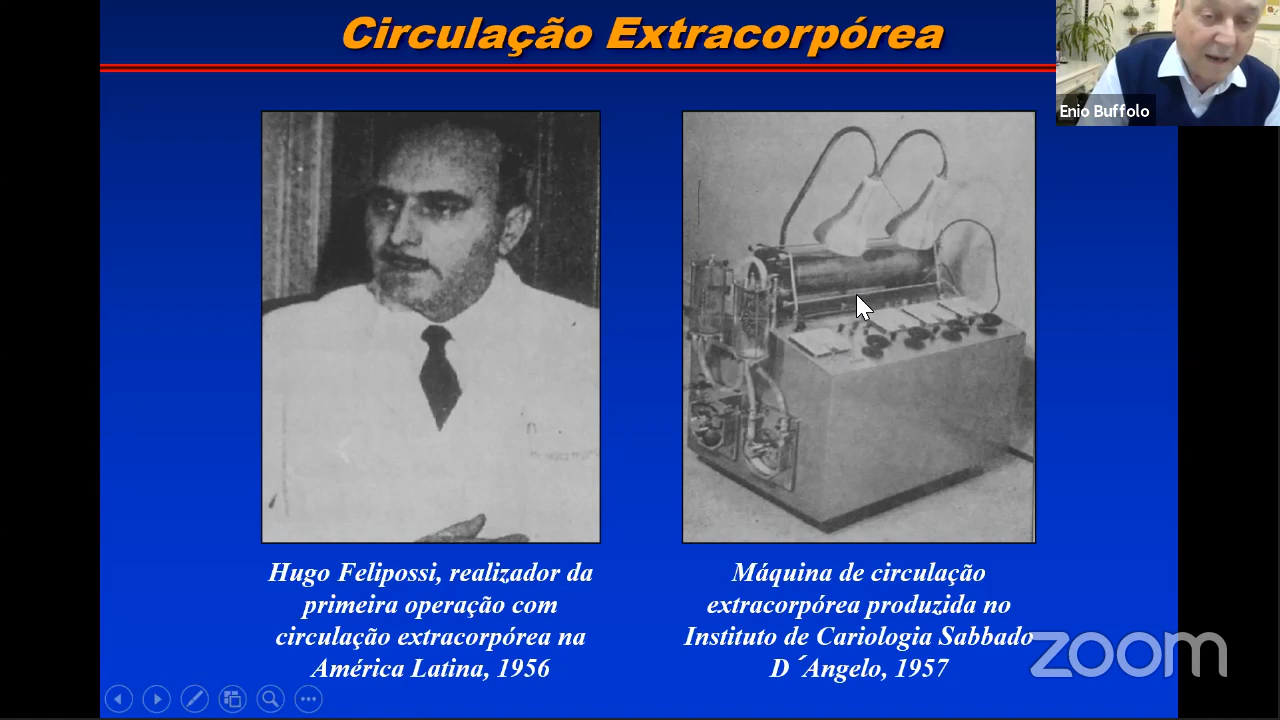 Circulação Extracorpórea
Enio Buffolo
Hugo Felipossi, realizador da
primeira operação com
circulação extracorpórea na
América Latina, 1956
Máquina de circulação
extracorpórea produzida no
Instituto de Cariologia Sabbado
D´Angelo, 1957
zoom